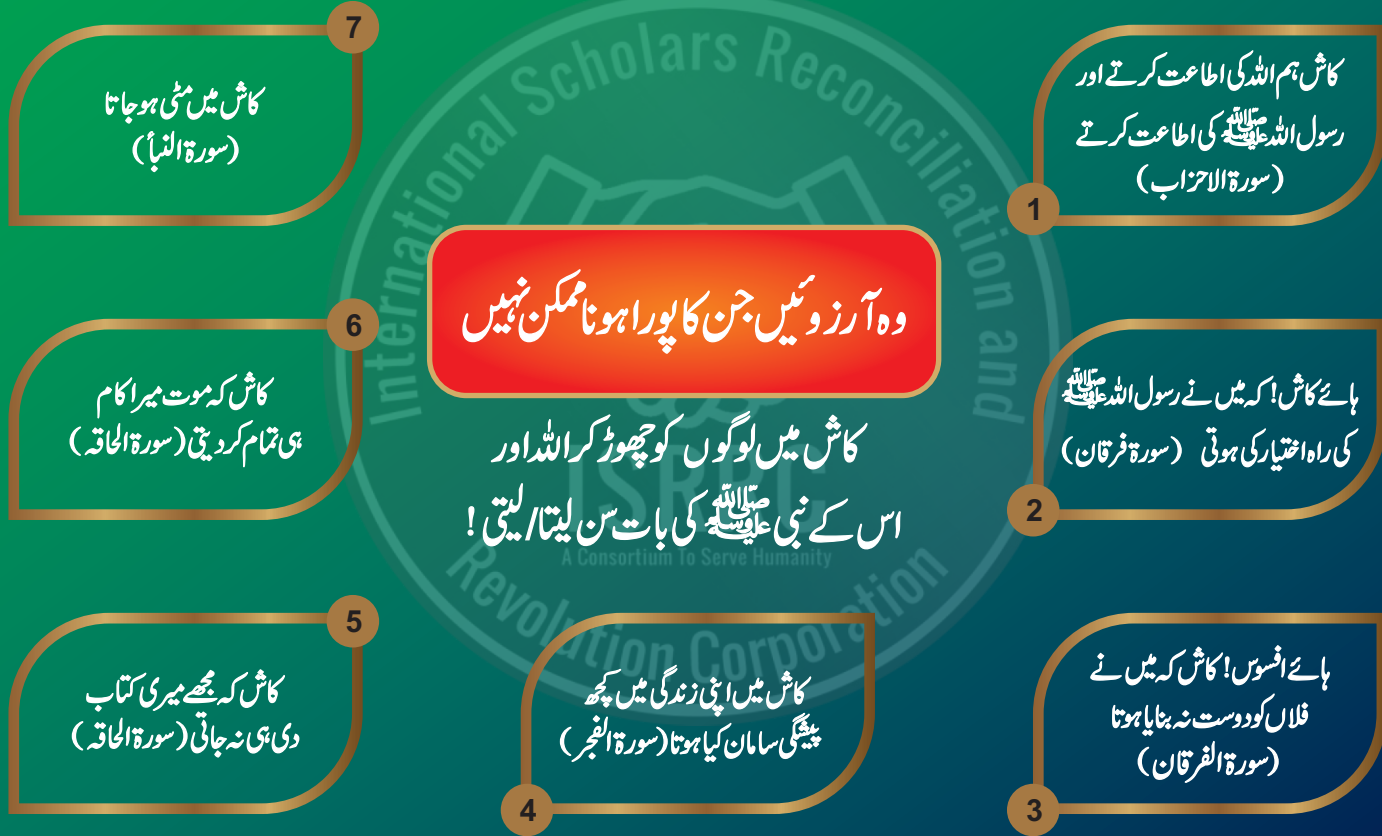 وہ آرزوئیں جن کا پورا ہونا ممکن نہیں
کاش میں لوگوں کو چھوڑ کر اللہ اور
اس کے نبی ﷺ کی بات سن لیتا/لیتی!
کاش ہم اللہ کی اطاعت کرتے اور
رسول اللہ ﷺ کی اطاعت کرتے
(سورۃ الاحزاب)
1
ہائے کاش! کہ میں نے رسول اللہ ﷺ
کی راہ اختیار کی ہوتی (سورۃ فرقان)
2
ہائے افسوس! کاش کہ میں نے
فلاں کو دوست نہ بنایا ہوتا
(سورۃ الفرقان)
3
کاش میں اپنی زندگی میں کچھ
پیشگی سامان کیا ہوتا (سورۃ الفجر)
4
5
کاش کہ مجھے میری کتاب
دی ہی نہ جاتی (سورۃ الحاقہ)
6
کاش کہ موت میرا کام
ہی تمام کر دیتی (سورۃ الحاقہ)
7
کاش میں مٹی ہو جاتا
(سورۃ النبأ)
International Scholars Reconciliation and
Revolution Corporation
ISRRC
A Consortium To Serve Humanity